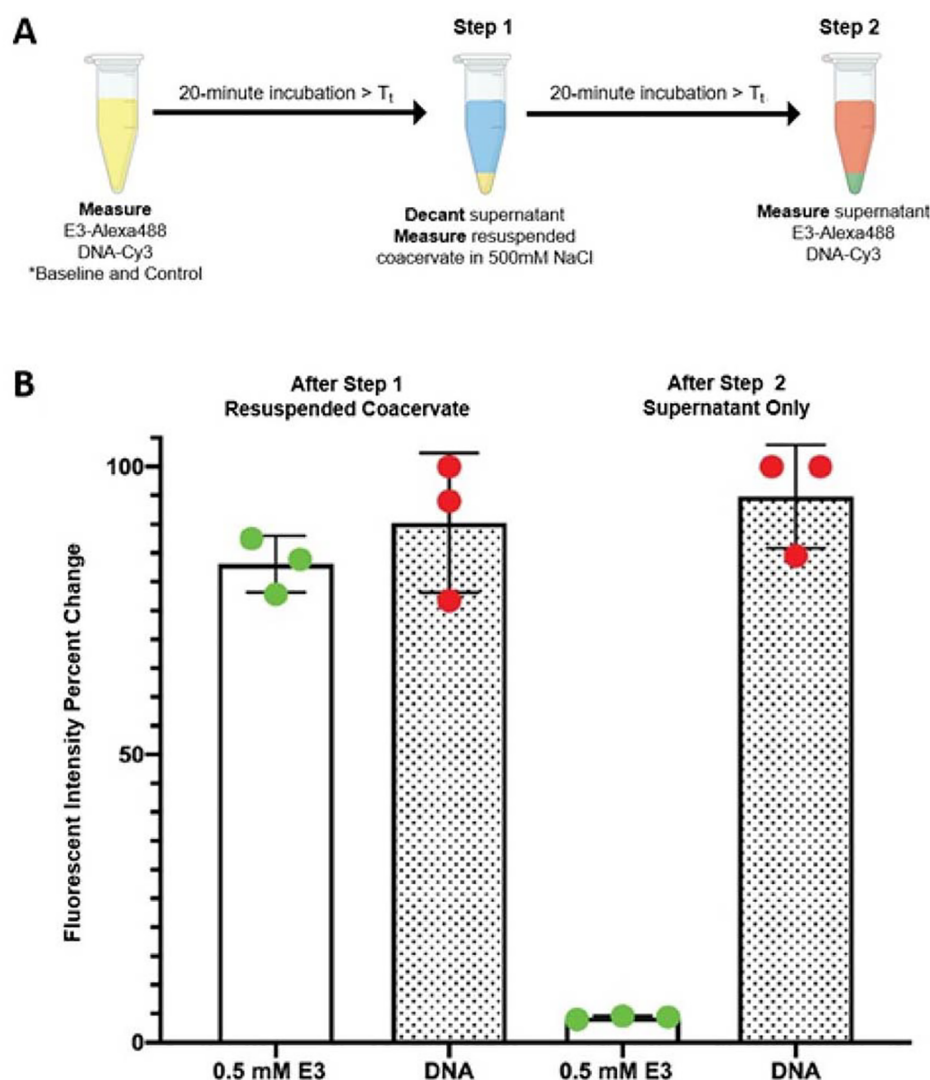 A
Step 1
Step 2
20-minute incubation > Tt
20-minute incubation > Tt.
Measure
E3-Alexa488
DNA-Cy3
*Baseline and Control
Decant supernatant
Measure resuspended
coacervate in 500mM NaCl
Measure supernatant
E3-Alexa488
DNA-Cy3
B
After Step 1
Resuspended Coacervate
After Step 2
Supernatant Only
Fluorescent Intensity Percent Change
100
50
0
0.5 mM E3
DNA
0.5 mM E3
DNA